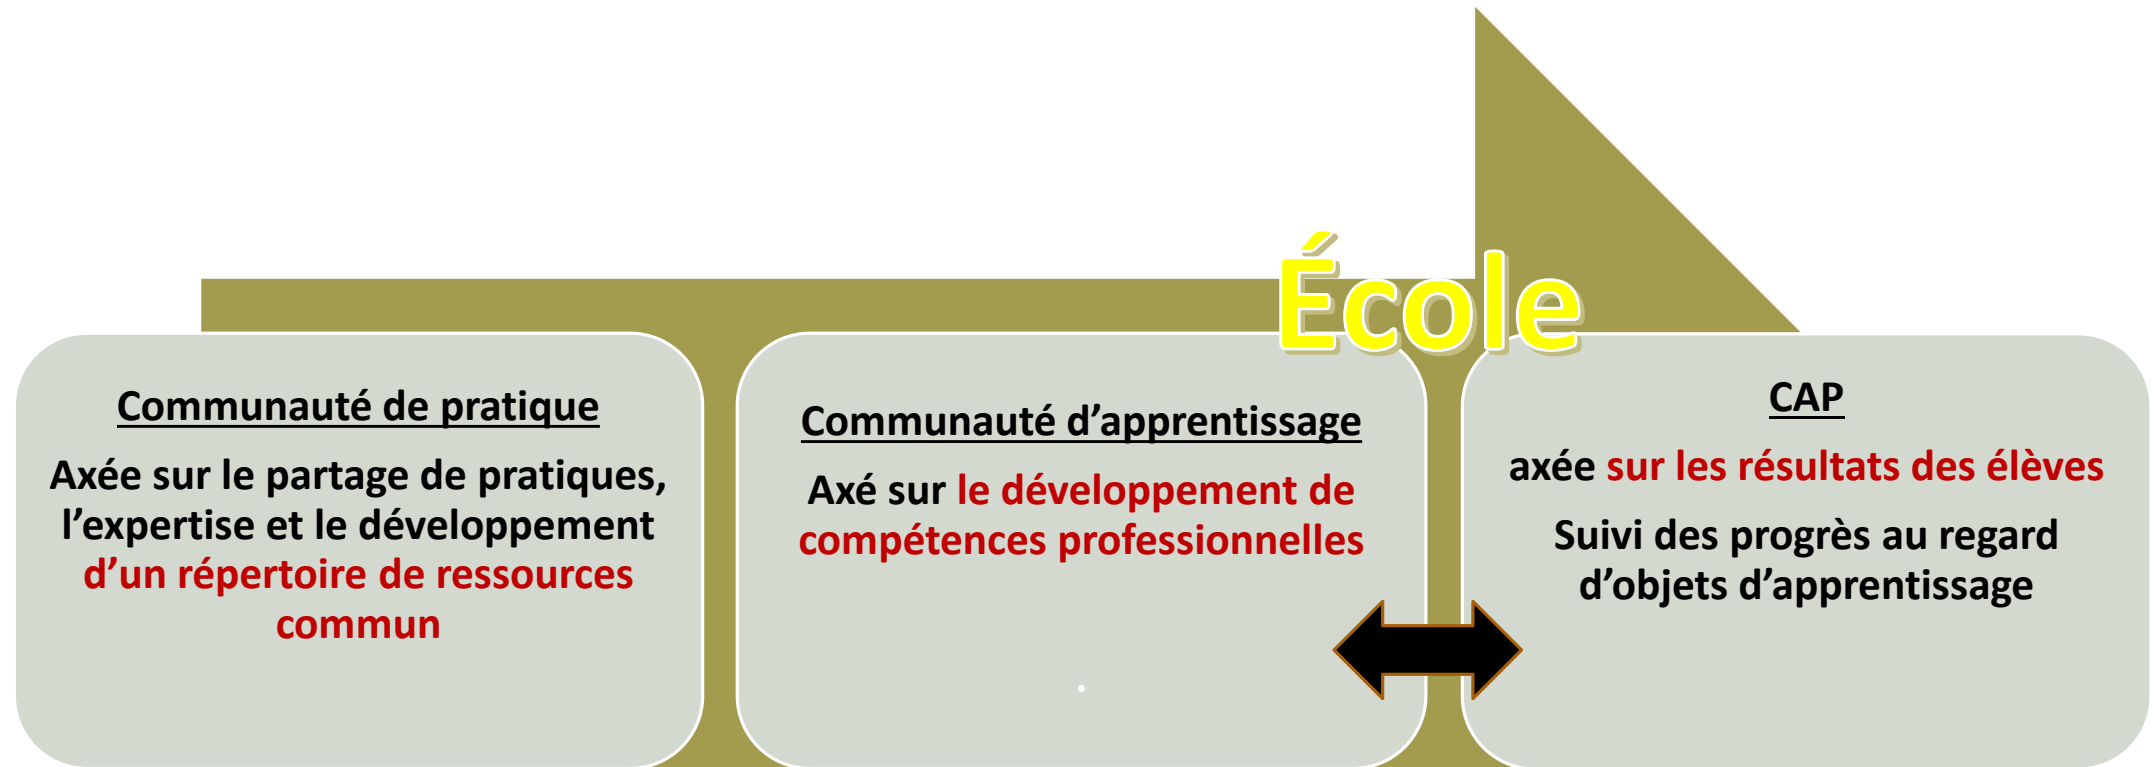 École
Communauté de pratique
Axée sur le partage de pratiques,
l’expertise et le développement
d’un répertoire de ressources
commun
Communauté d’apprentissage
Axé sur le développement de
compétences professionnelles
.
CAP
axée sur les résultats des élèves
Suivi des progrès au regard
d’objets d’apprentissage